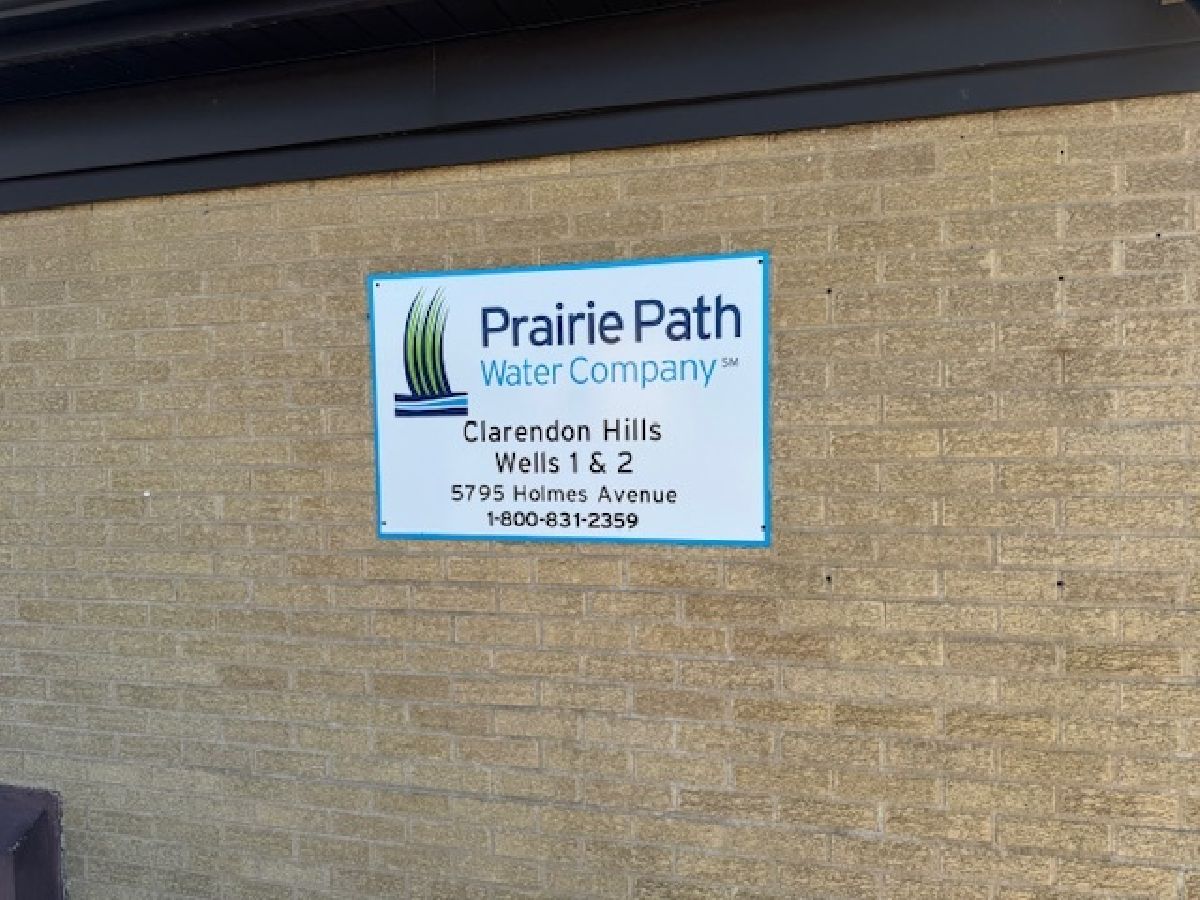 Prairie Path
Water Company℠
Clarendon Hills
Wells 1 & 2
5795 Holmes Avenue
1-800-831-2359